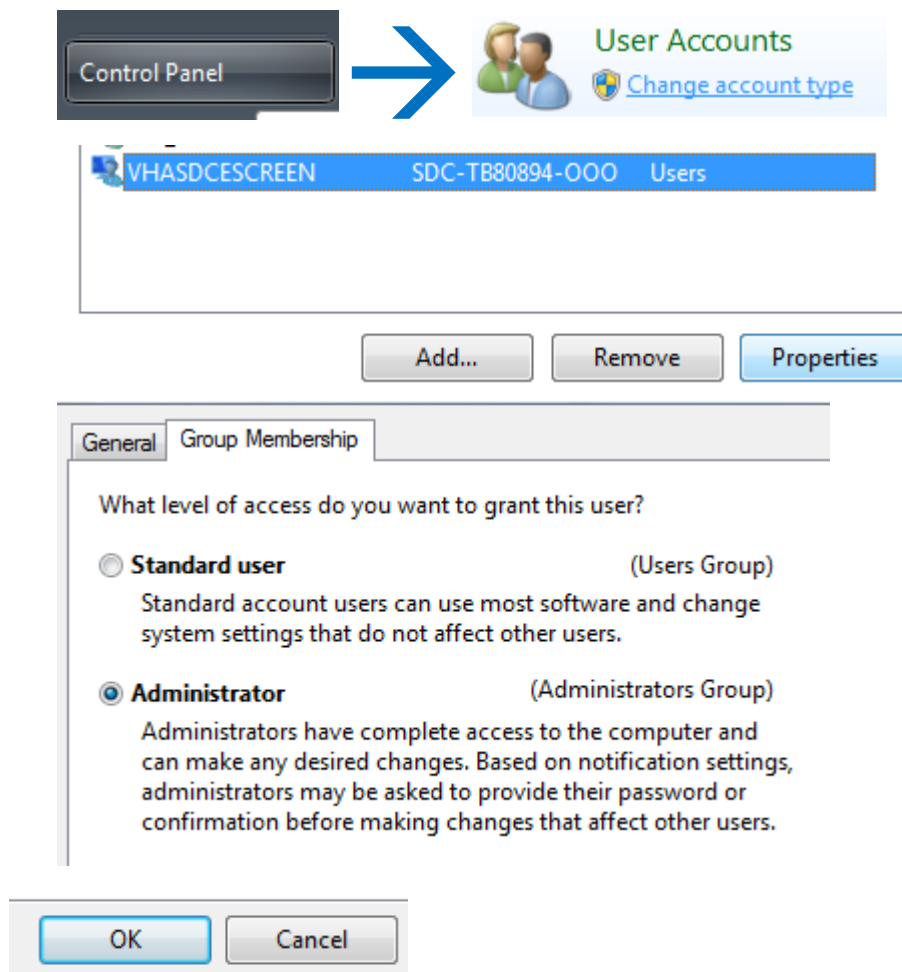 Control Panel
User Accounts
Change account type
VHASDCESCREEN SDC-TB80894-OOO Users
Add... Remove Properties
General Group Membership
What level of access do you want to grant this user?
Standard user (Users Group)
Standard account users can use most software and change
system settings that do not affect other users.
Administrator (Administrators Group)
Administrators have complete access to the computer and
can make any desired changes. Based on notification settings,
administrators may be asked to provide their password or
confirmation before making changes that affect other users.
OK Cancel